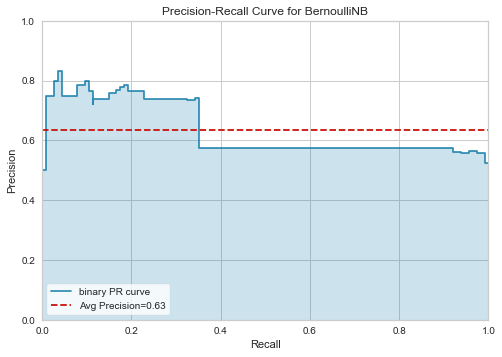 Precision-Recall Curve for BernoulliNB
1.0
0.8
0.6
0.4
0.2
0.0
Precision
binary PR curve
Avg Precision=0.63
0.0 0.2 0.4 0.6 0.8 1.0
Recall